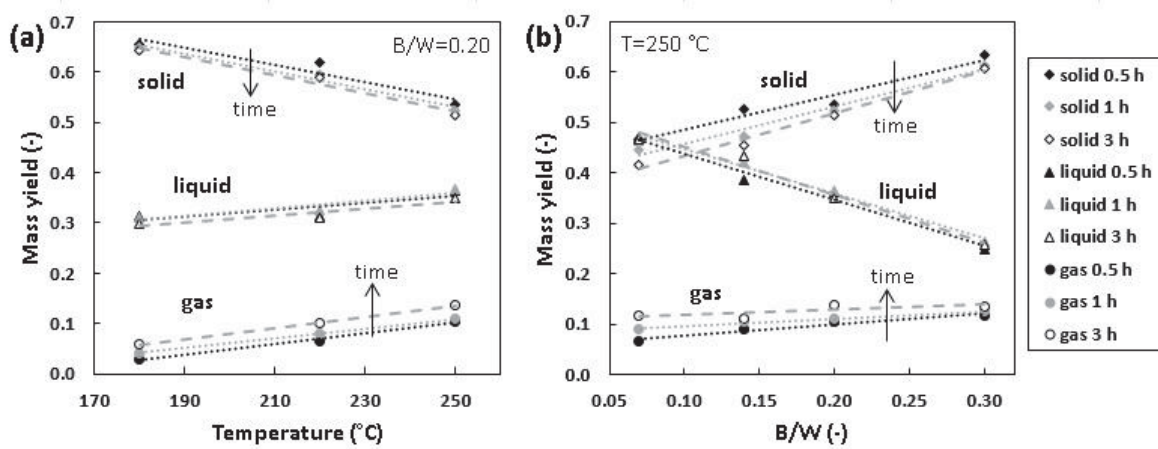 (a)
B/W=0.20
solid
time
liquid
time
gas
Mass yield (-)
0.7
0.6
0.5
0.4
0.3
0.2
0.1
0.0
170
190
210
230
250
Temperature (°C)
(b)
T=250 °C
solid
time
liquid
time
gas
Mass yield (-)
0.7
0.6
0.5
0.4
0.3
0.2
0.1
0.0
0.05
0.10
0.15
0.20
0.25
0.30
B/W (-)
solid 0.5 h
solid 1 h
solid 3 h
liquid 0.5 h
liquid 1 h
liquid 3 h
gas 0.5 h
gas 1 h
gas 3 h